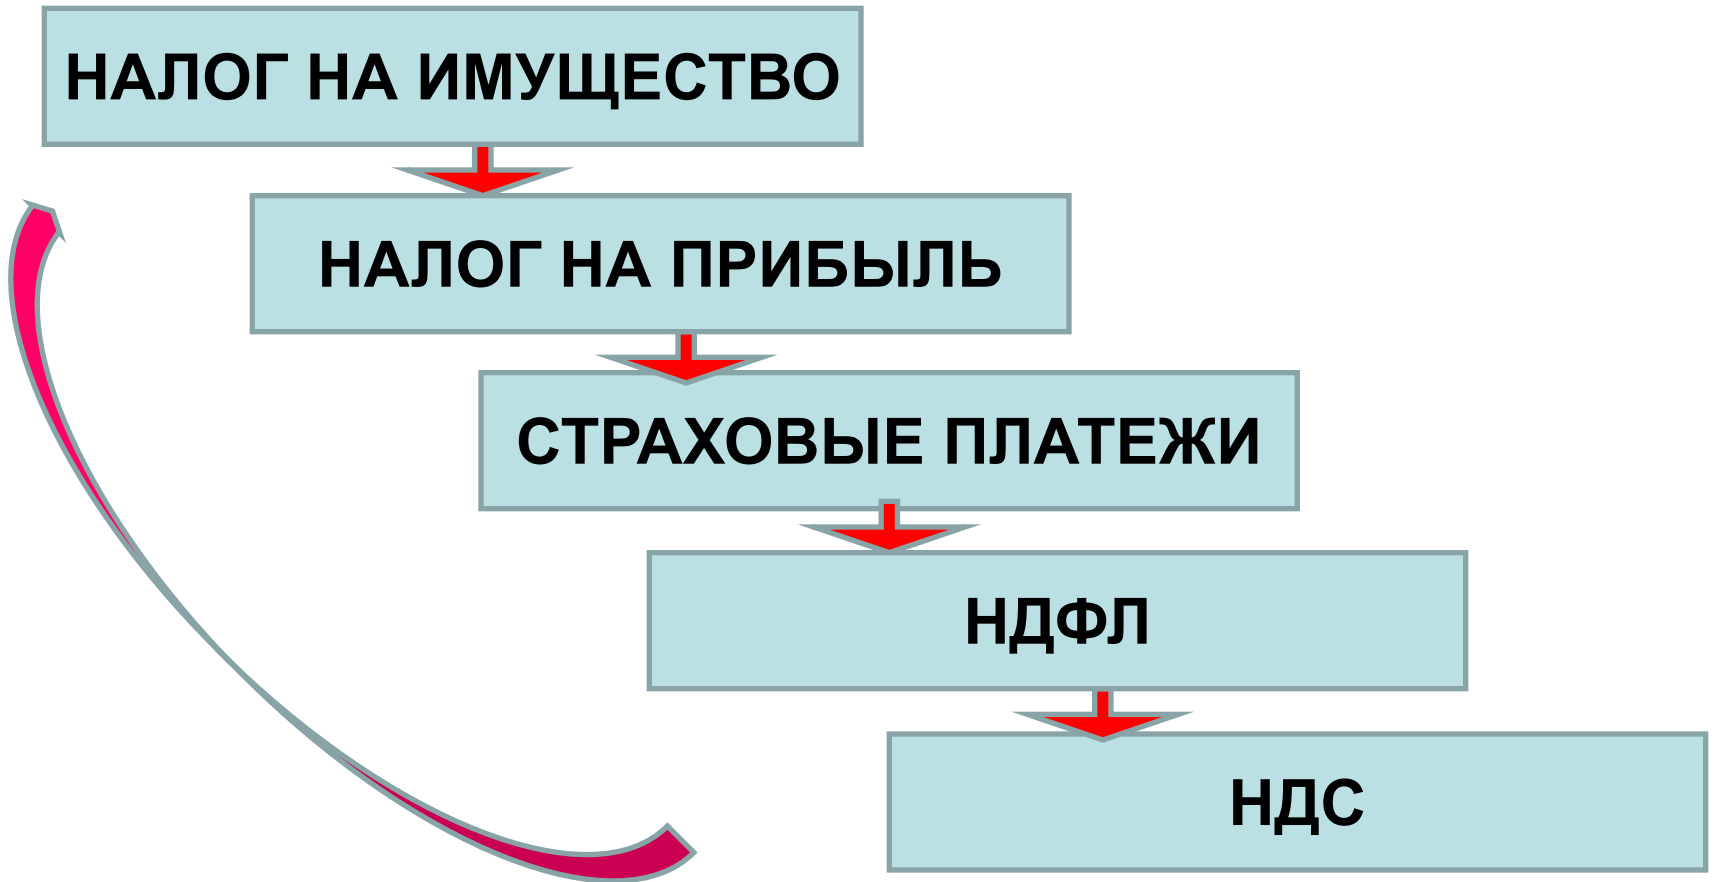 НАЛОГ НА ИМУЩЕСТВО
НАЛОГ НА ПРИБЫЛЬ
СТРАХОВЫЕ ПЛАТЕЖИ
НДФЛ
НДС